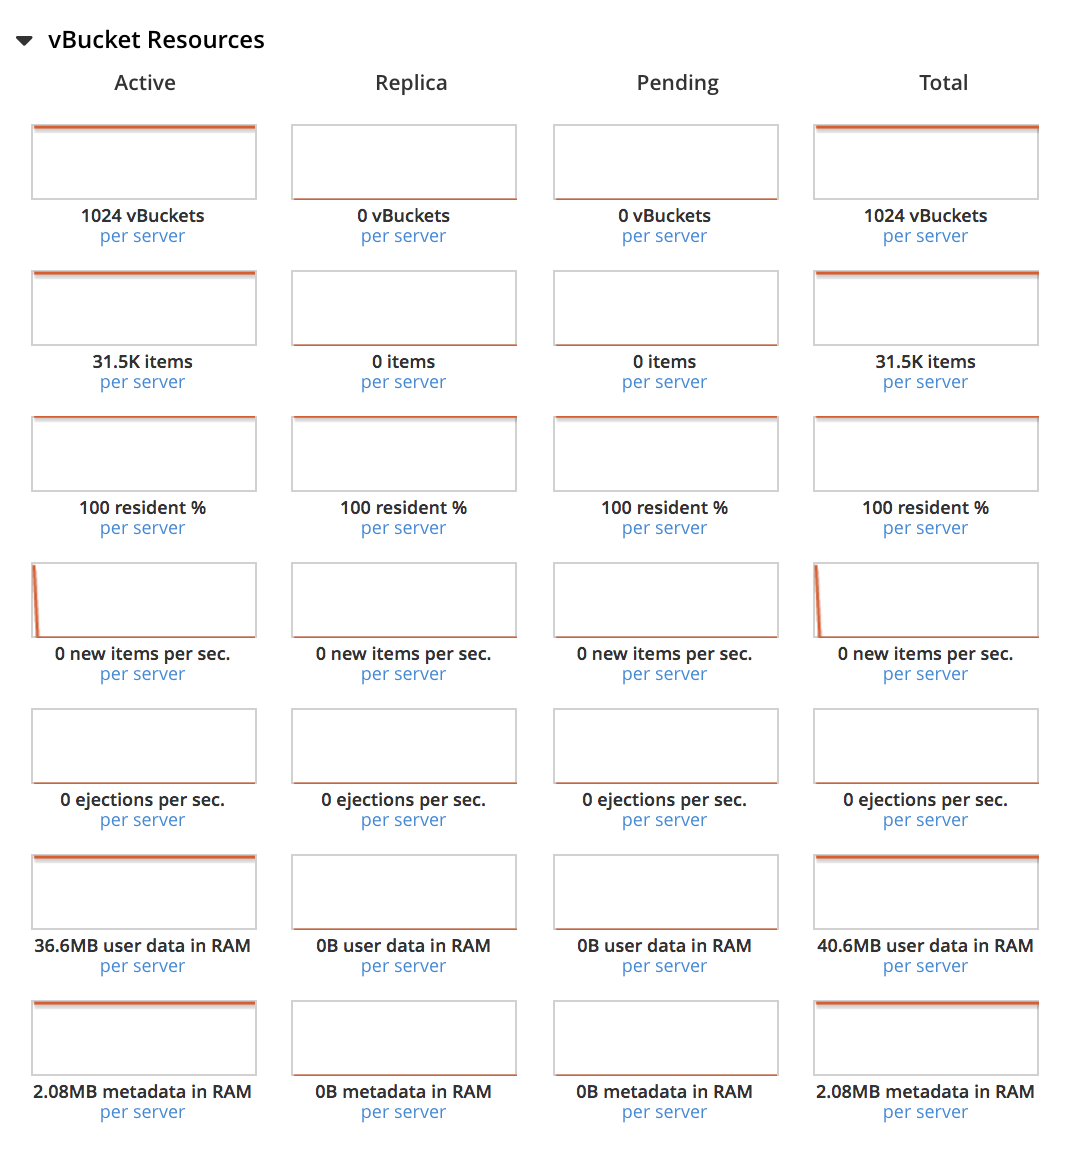 vBucket Resources
Active Replica Pending Total
1024 vBuckets 0 vBuckets 0 vBuckets 1024 vBuckets
per server per server per server per server
31.5K items 0 items 0 items 31.5K items
per server per server per server per server
100 resident % 100 resident % 100 resident % 100 resident %
per server per server per server per server
0 new items per sec. 0 new items per sec. 0 new items per sec. 0 new items per sec.
per server per server per server per server
0 ejections per sec. 0 ejections per sec. 0 ejections per sec. 0 ejections per sec.
per server per server per server per server
36.6MB user data in RAM 0B user data in RAM 0B user data in RAM 40.6MB user data in RAM
per server per server per server per server
2.08MB metadata in RAM 0B metadata in RAM 0B metadata in RAM 2.08MB metadata in RAM
per server per server per server per server